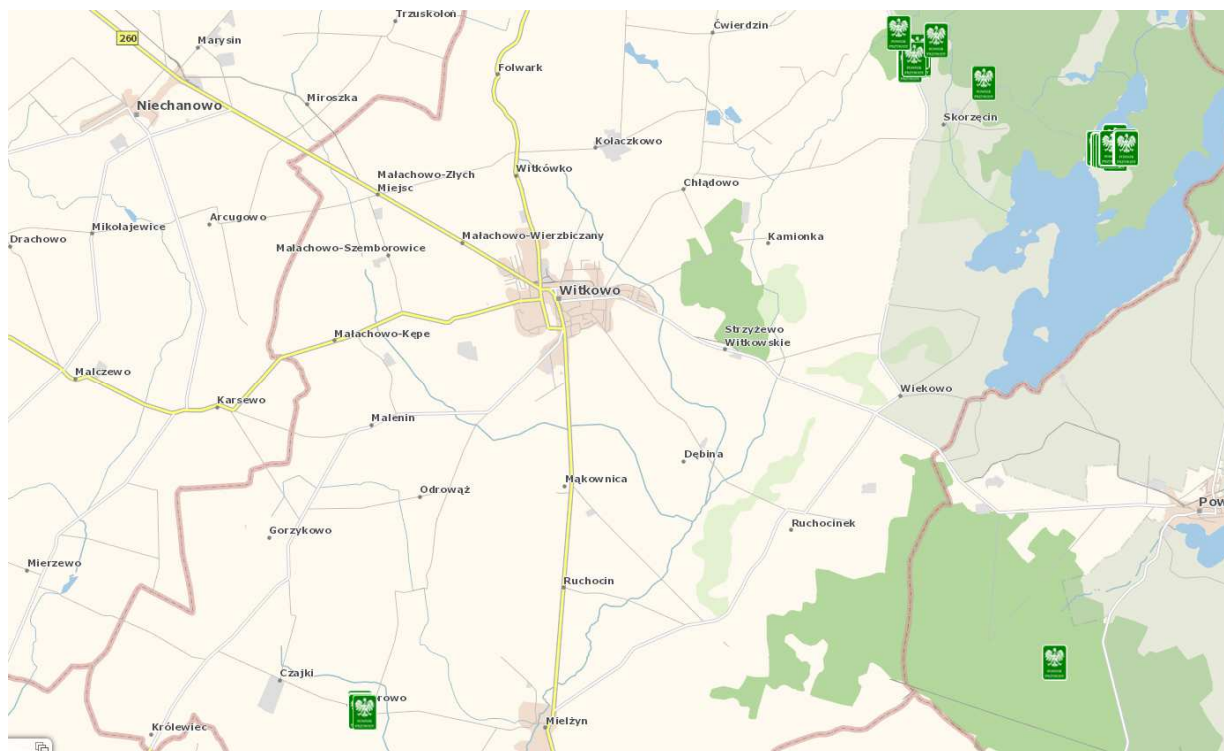 Trzuskołoń
Ćwierdzin
260
Marysin
Folwark
Niechanowo
Miroszka
Skorzęcin
Kołaczkowo
Małachowo-Złych
Miejsc
Witkówko
Chłądowo
Arcugowo
Mikołajewice
Drachowo
Małachowo-Wierzbiczany
Kamionka
Małachowo-Szemborowice
Witkowo
Małachowo-Kępe
Strzyżewo
Witkowskie
Malczewo
Wiekowo
Karsewo
Malenin
Dębina
Mąkownica
Odrowąż
Pow
Ruchocinek
Gorzykowo
Mierzewo
Ruchocin
Czajki
orowo
Królewiec
Mielżyn